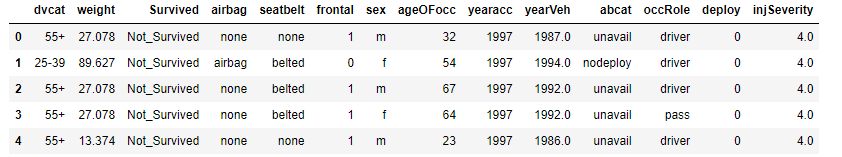 dvcat weight Survived airbag seatbelt frontal sex ageOFocc yearacc yearVeh abcat occRole deploy injSeverity
0 55+ 27.078 Not_Survived none none 1 m 32 1997 1987.0 unavail driver 0 4.0
1 25-39 89.627 Not_Survived airbag belted 0 f 54 1997 1994.0 nodeploy driver 0 4.0
2 55+ 27.078 Not_Survived none belted 1 m 67 1997 1992.0 unavail driver 0 4.0
3 55+ 27.078 Not_Survived none belted 1 f 64 1997 1992.0 unavail pass 0 4.0
4 55+ 13.374 Not_Survived none none 1 m 23 1997 1986.0 unavail driver 0 4.0